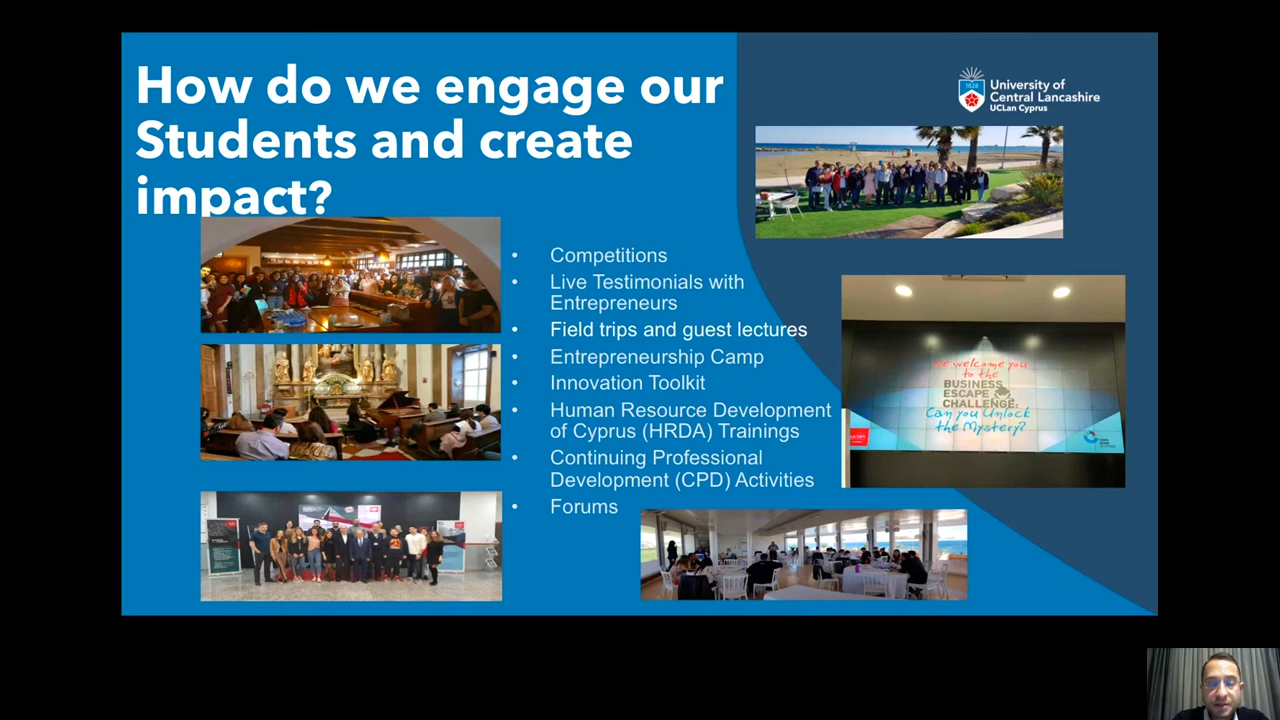 How do we engage our
Students and create
impact?
University of
Central Lancashire
UCLan Cyprus
1828
• Competitions
• Live Testimonials with
Entrepreneurs
• Field trips and guest lectures
• Entrepreneurship Camp
• Innovation Toolkit
• Human Resource Development
of Cyprus (HRDA) Trainings
• Continuing Professional
Development (CPD) Activities
• Forums
We welcome you
to the
BUSINESS
ESCAPE
CHALLENGE.
Can you Unlock
the Mystery?
uclan